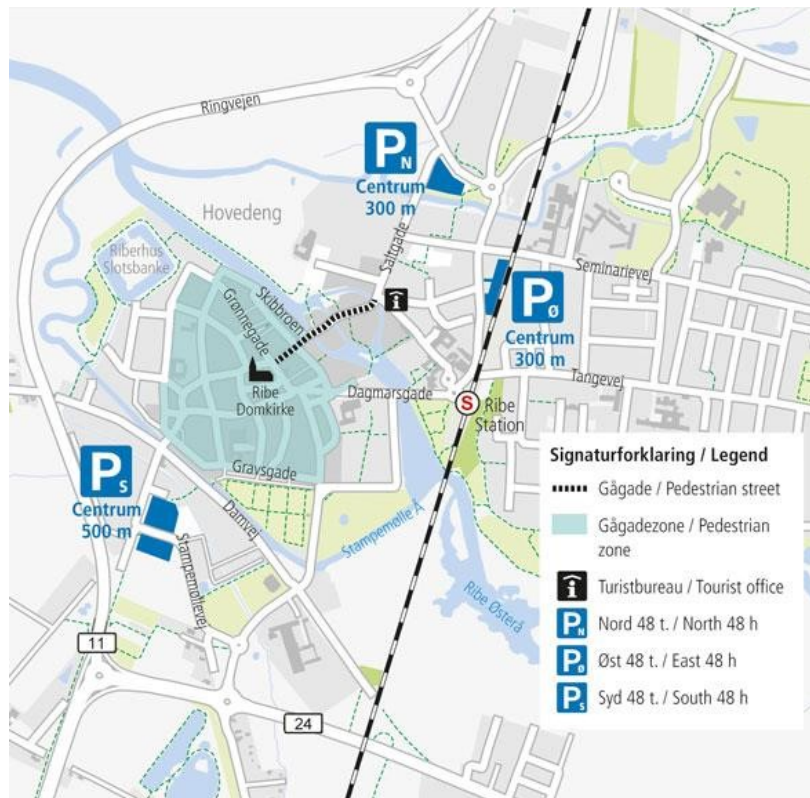 Ringvejen
P N
Centrum
300 m
Hovedeng
Riberhus
Slotsbanke
Saltgade
Seminarievej
Skibbroen
Grønnegade
i
P Ø
Centrum
300 m
Ribe
Domkirke
Dagmarsgade
Tangevej
S
Ribe
Station
Graysgade
P S
Centrum
500 m
Damvej
Stampemølle Å
Stampemøllevej
Ribe Østerå
11
24
Signaturforklaring / Legend
Gågade / Pedestrian street
Gågadezone / Pedestrian
zone
i Turistbureau / Tourist office
P N Nord 48 t. / North 48 h
P Ø Øst 48 t. / East 48 h
P S Syd 48 t. / South 48 h